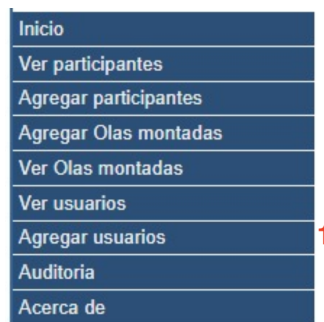 Inicio
Ver participantes
Agregar participantes
Agregar Olas montadas
Ver Olas montadas
Ver usuarios
Agregar usuarios
Auditoria
Acerca de